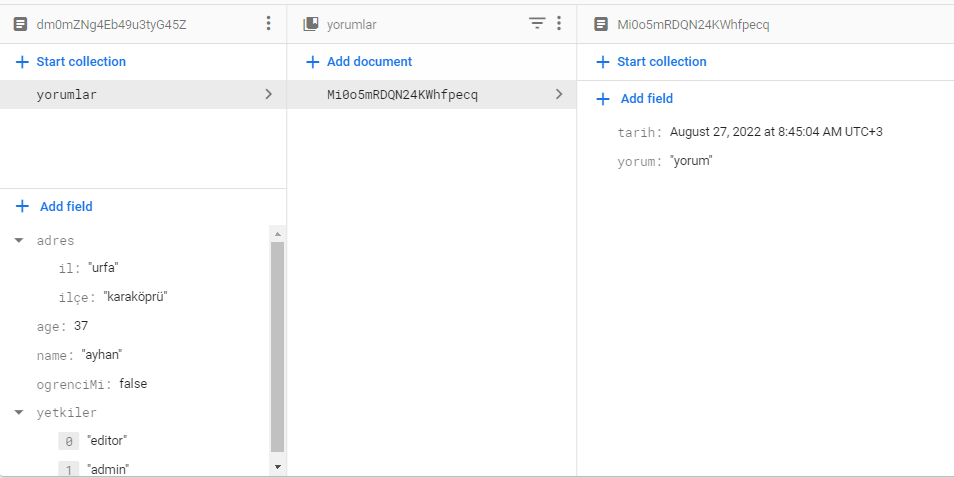 dm0mZNg4Eb49u3tyG45Z
Start collection
yorumlar
Add field
adres
il: "urfa"
ilçe: "karaköprü"
age: 37
name: "ayhan"
ogrenciMi: false
yetkiler
0 "editor"
1 "admin"
yorumlar
Add document
Mi0o5mRDQN24KWhfpecq
Mi0o5mRDQN24KWhfpecq
Start collection
Add field
tarih: August 27, 2022 at 8:45:04 AM UTC+3
yorum: "yorum"